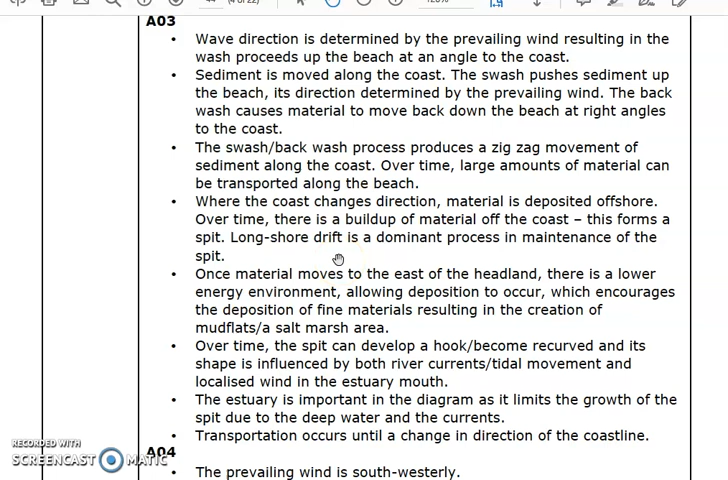 (4 of 22)
A03
• Wave direction is determined by the prevailing wind resulting in the
wash proceeds up the beach at an angle to the coast.
• Sediment is moved along the coast. The swash pushes sediment up
the beach, its direction determined by the prevailing wind. The back
wash causes material to move back down the beach at right angles
to the coast.
• The swash/back wash process produces a zig zag movement of
sediment along the coast. Over time, large amounts of material can
be transported along the beach.
• Where the coast changes direction, material is deposited offshore.
Over time, there is a buildup of material off the coast – this forms a
spit. Long-shore drift is a dominant process in maintenance of the
spit.
• Once material moves to the east of the headland, there is a lower
energy environment, allowing deposition to occur, which encourages
the deposition of fine materials resulting in the creation of
mudflats/a salt marsh area.
• Over time, the spit can develop a hook/become recurved and its
shape is influenced by both river currents/tidal movement and
localised wind in the estuary mouth.
• The estuary is important in the diagram as it limits the growth of the
spit due to the deep water and the currents.
• Transportation occurs until a change in direction of the coastline.
RECORDED WITH
SCREENCAST MATIC
A04
• The prevailing wind is south-westerly.